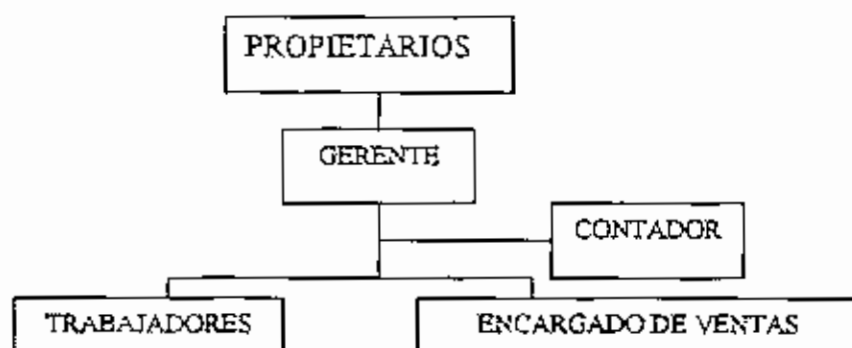 PROPIETARIOS
GERENTE
CONTADOR
TRABAJADORES
ENCARGADO DE VENTAS